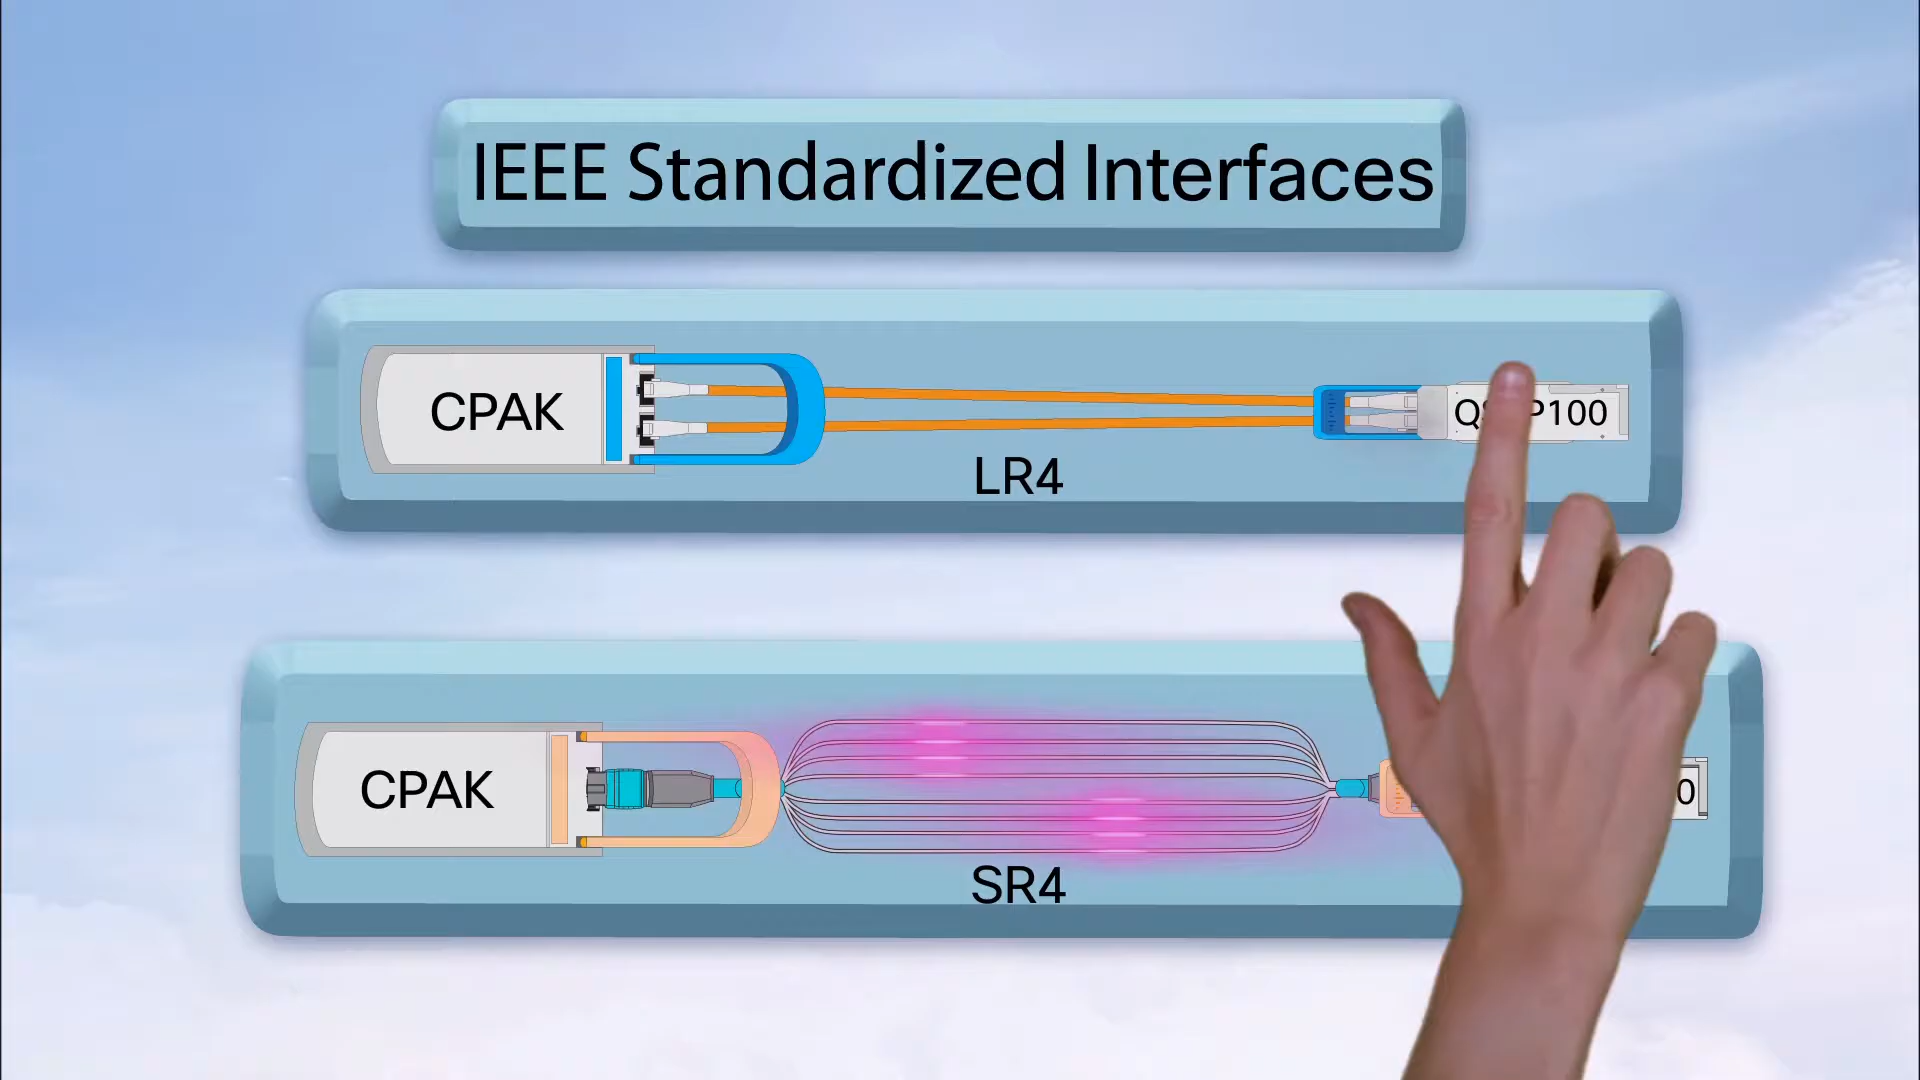 IEEE Standardized Interfaces
CPAK
LR4
CPAK
SR4